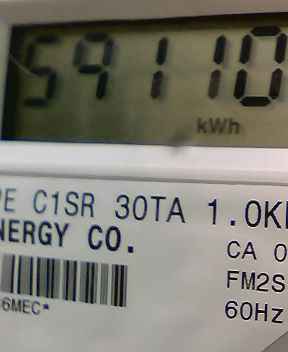 59110
kWh
PE C1SR 30TA 1.0K
NERGY CO.
CA 0
FM2S
6MEC*
60Hz